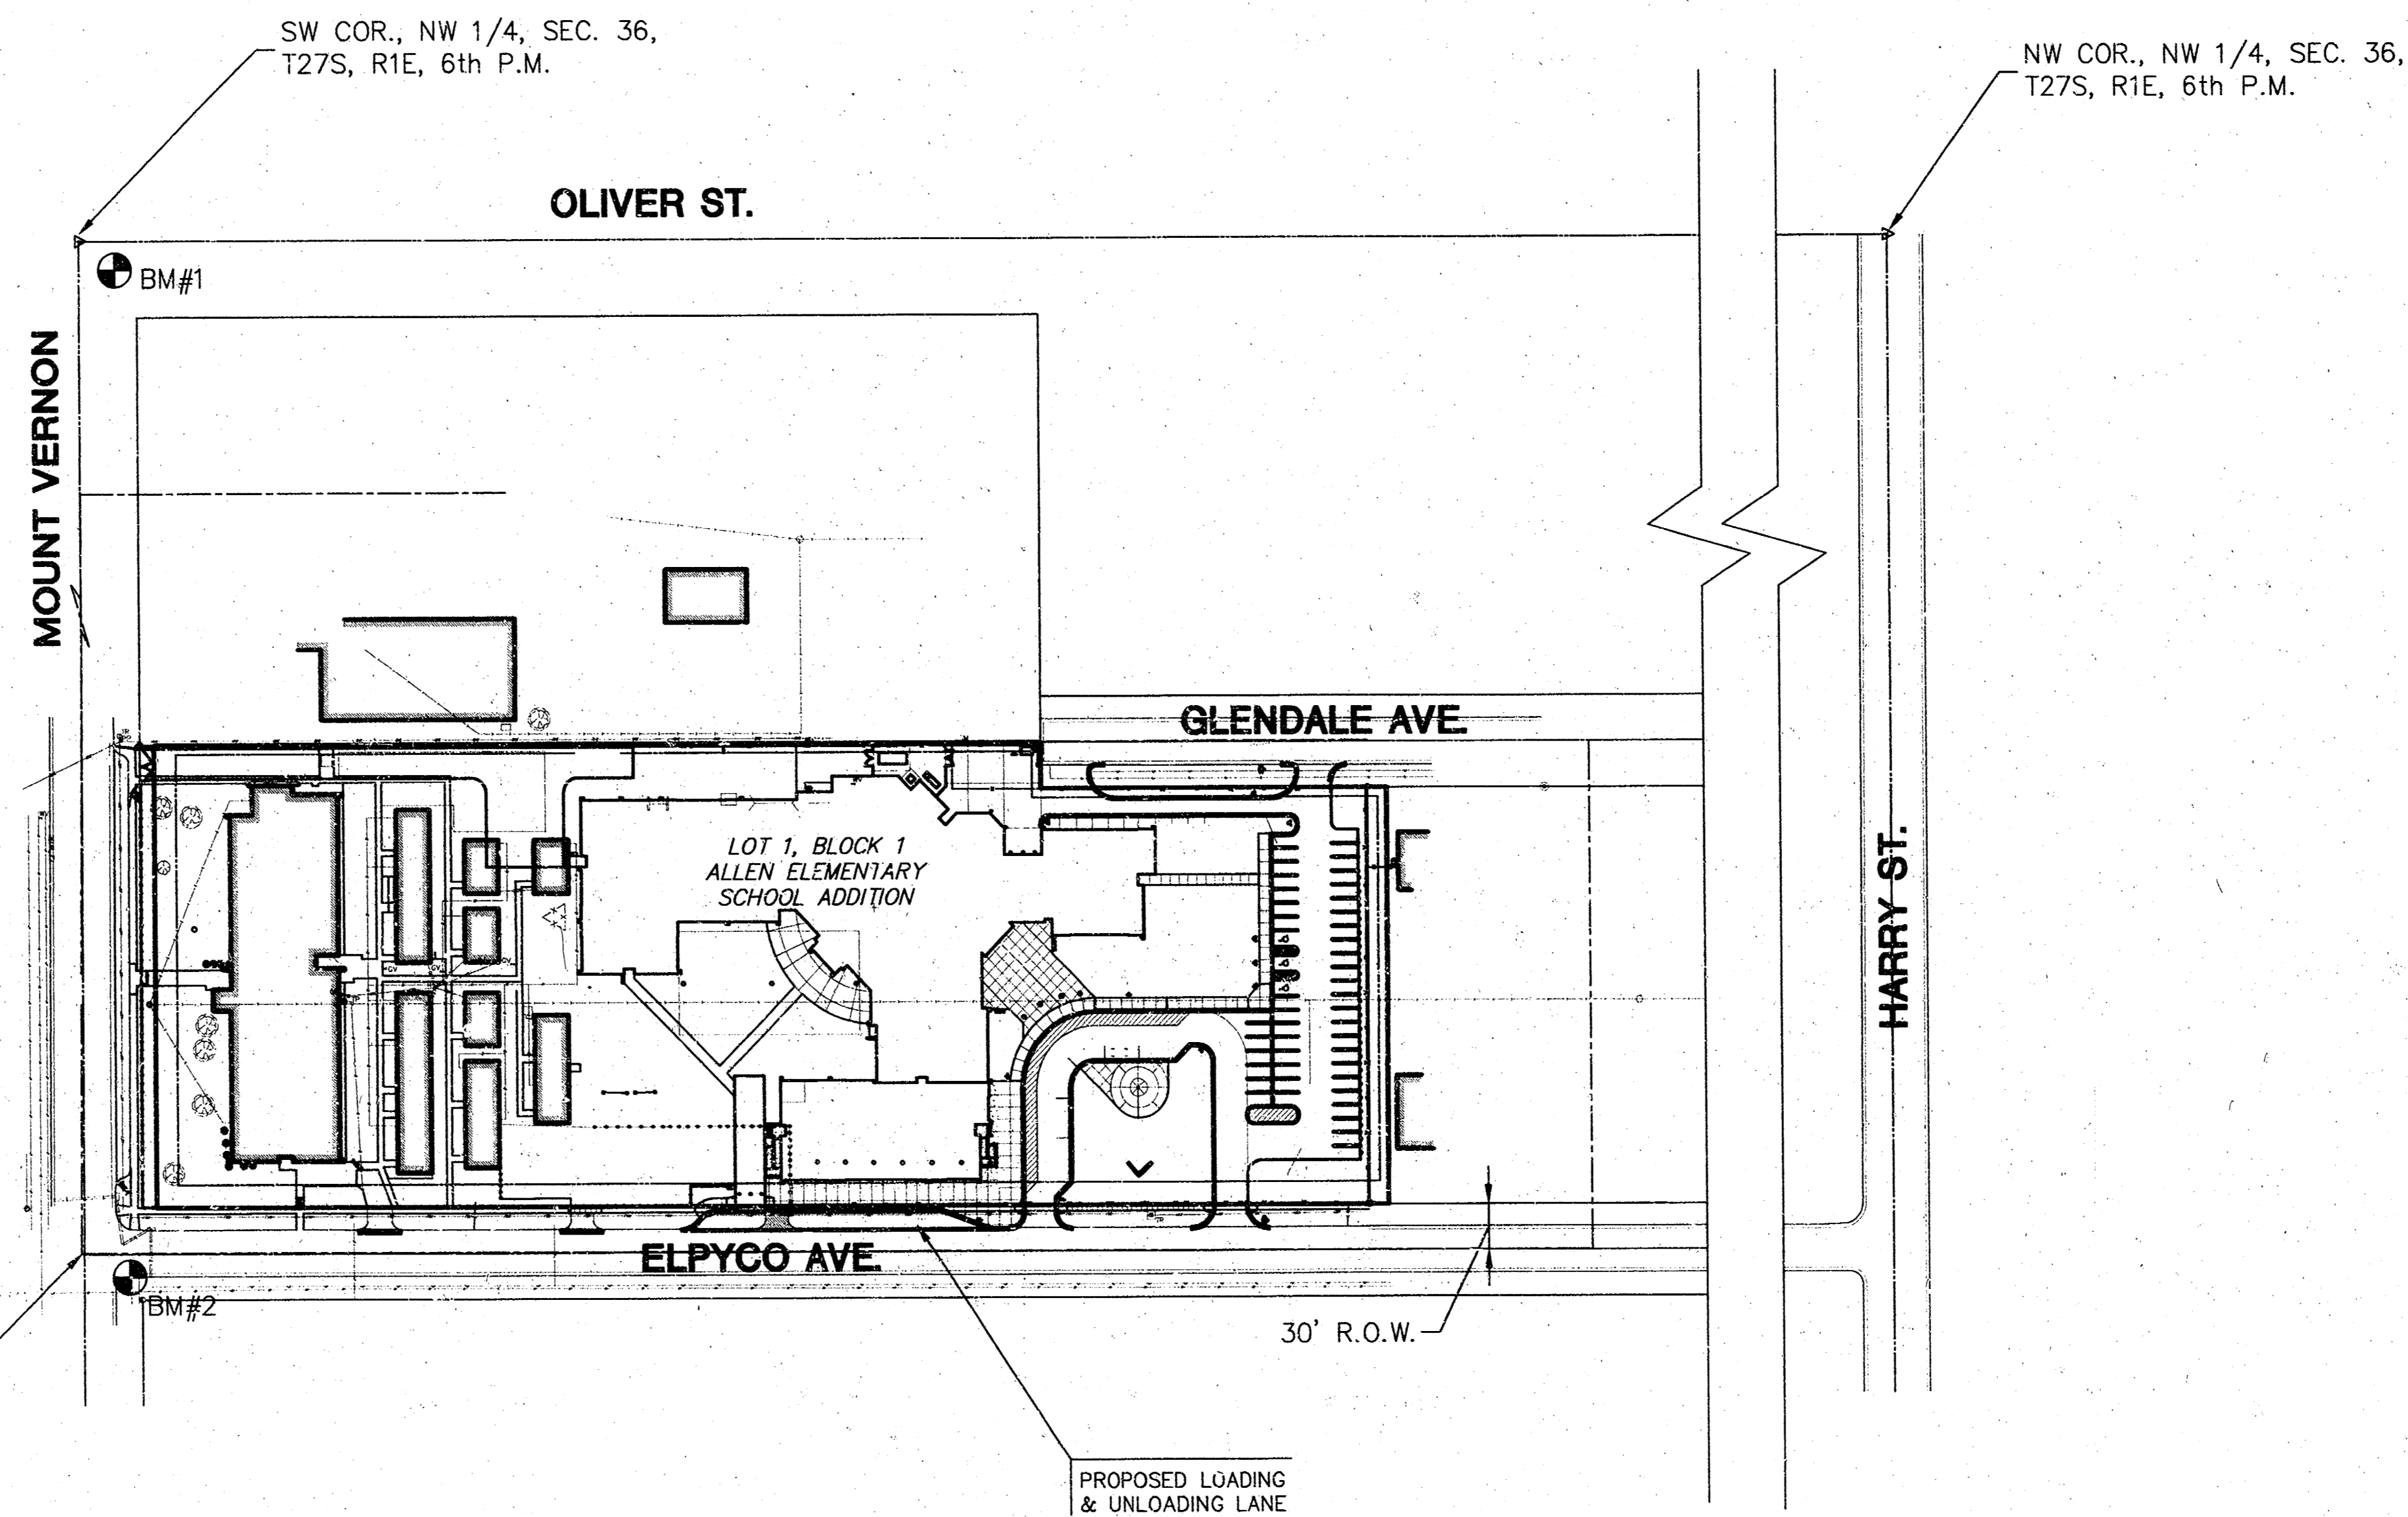 SW COR., NW 1/4, SEC. 36,
T27S, R1E, 6th P.M.
NW COR., NW 1/4, SEC. 36,
T27S, R1E, 6th P.M.
OLIVER ST.
BM#1
MOUNT VERNON
GLENDALE AVE.
LOT 1, BLOCK 1
ALLEN ELEMENTARY
SCHOOL ADDITION
HARRY ST.
ELPYCO AVE.
BM#2
30' R.O.W.
PROPOSED LOADING
& UNLOADING LANE